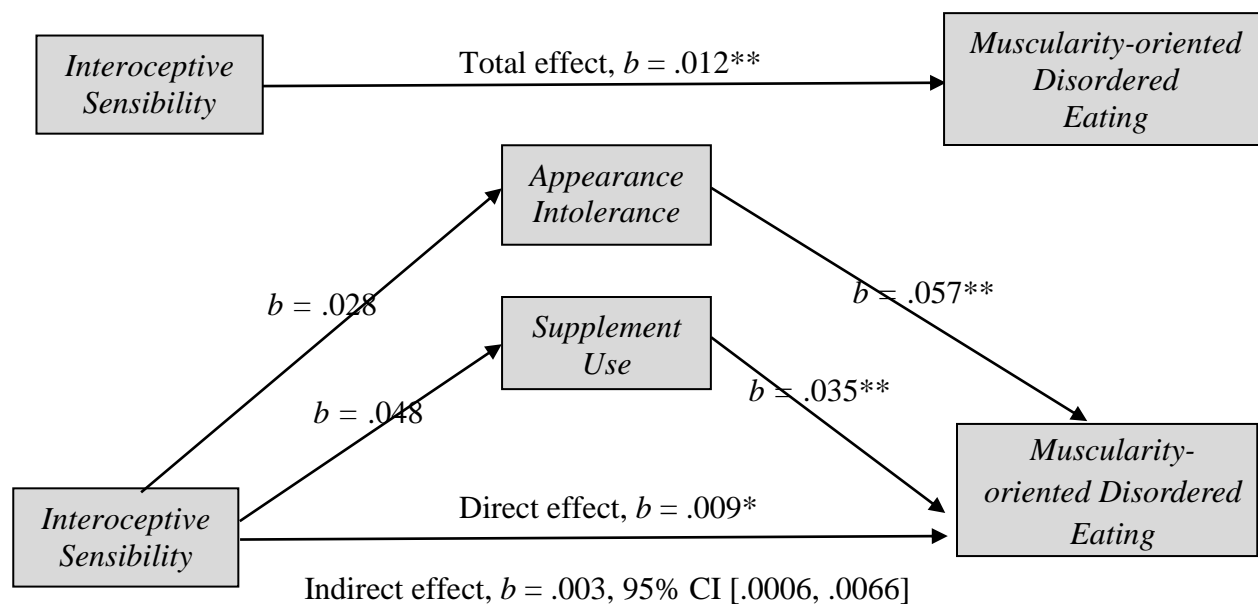 Interoceptive
Sensibility
Total effect, b = .012**
Muscularity-oriented
Disordered
Eating
Appearance
Intolerance
b = .028
b = .057**
Supplement
Use
b = .048
b = .035**
Interoceptive
Sensibility
Direct effect, b = .009*
Muscularity-
oriented Disordered
Eating
Indirect effect, b = .003, 95% CI [.0006, .0066]